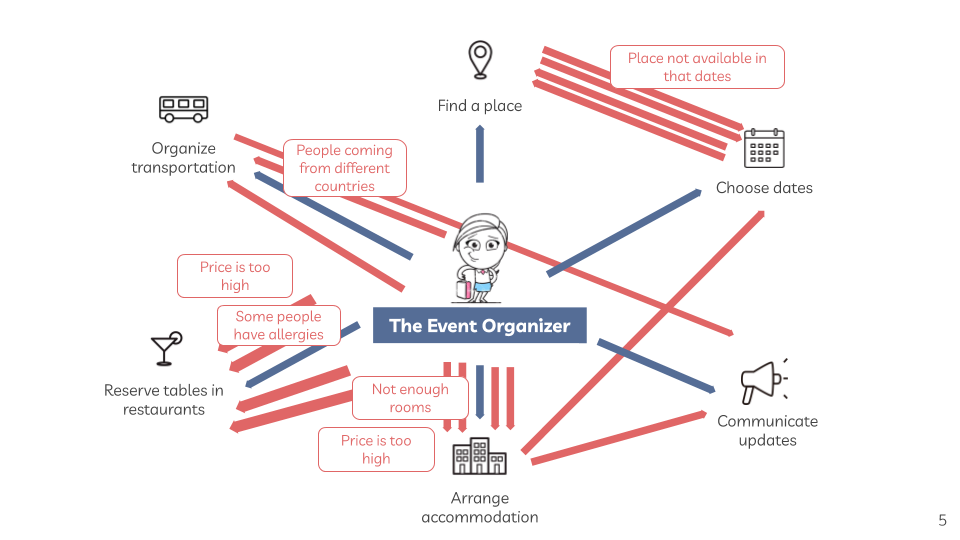 Find a place
Place not available in
that dates
Organize
transportation
People coming
from different
countries
Choose dates
Price is too
high
Some people
have allergies
The Event Organizer
Reserve tables in
restaurants
Not enough
rooms
Price is too
high
Communicate
updates
Arrange
accommodation
5